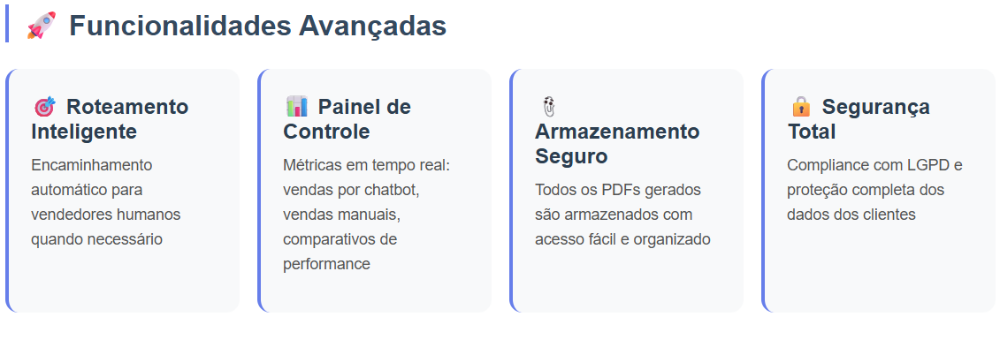 Funcionalidades Avançadas
Roteamento
Inteligente
Encaminhamento
automático para
vendedores humanos
quando necessário
Painel de
Controle
Métricas em tempo real:
vendas por chatbot,
vendas manuais,
comparativos de
performance
Armazenamento
Seguro
Todos os PDFs gerados
são armazenados com
acesso fácil e organizado
Segurança
Total
Compliance com LGPD e
proteção completa dos
dados dos clientes